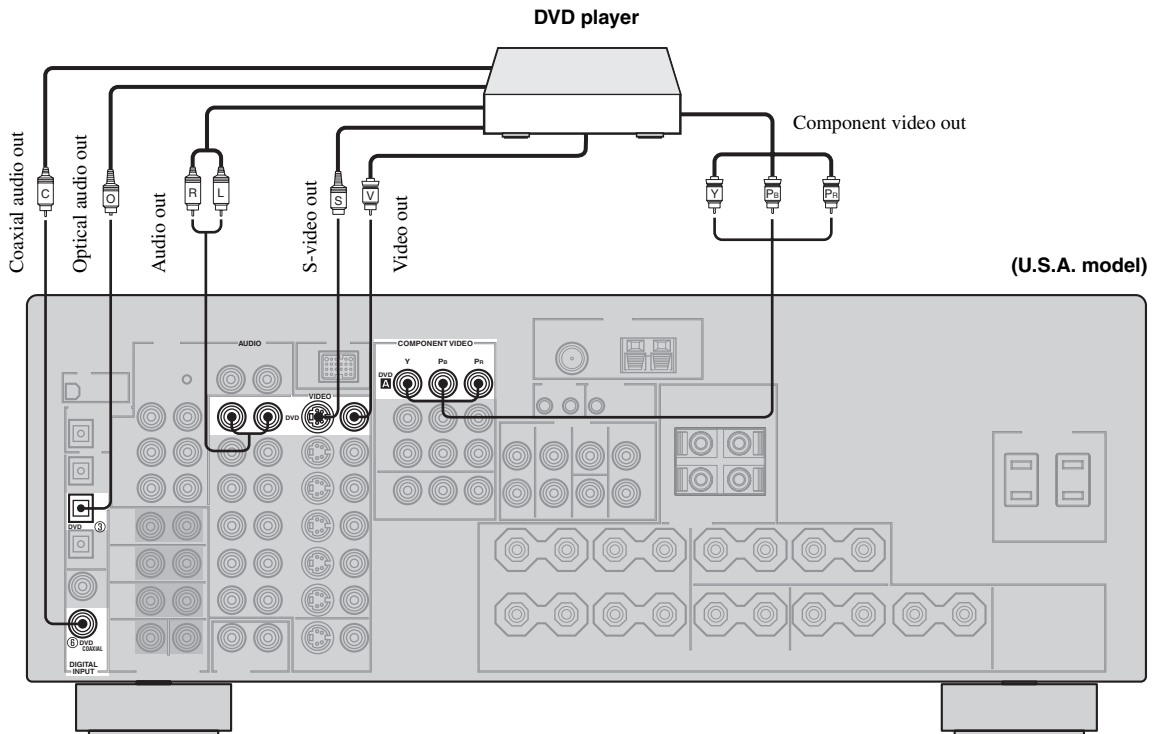 DVD player
Component video out
Coaxial audio out
Optical audio out
Audio out
S-video out
Video out
C
O
R
L
S
V
Y
PB
PR
(U.S.A. model)
AUDIO
COMPONENT VIDEO
Y
PB
PR
DVD
A
VIDEO
DVD
DVD
③
⑥ DVD
COAXIAL
DIGITAL
INPUT